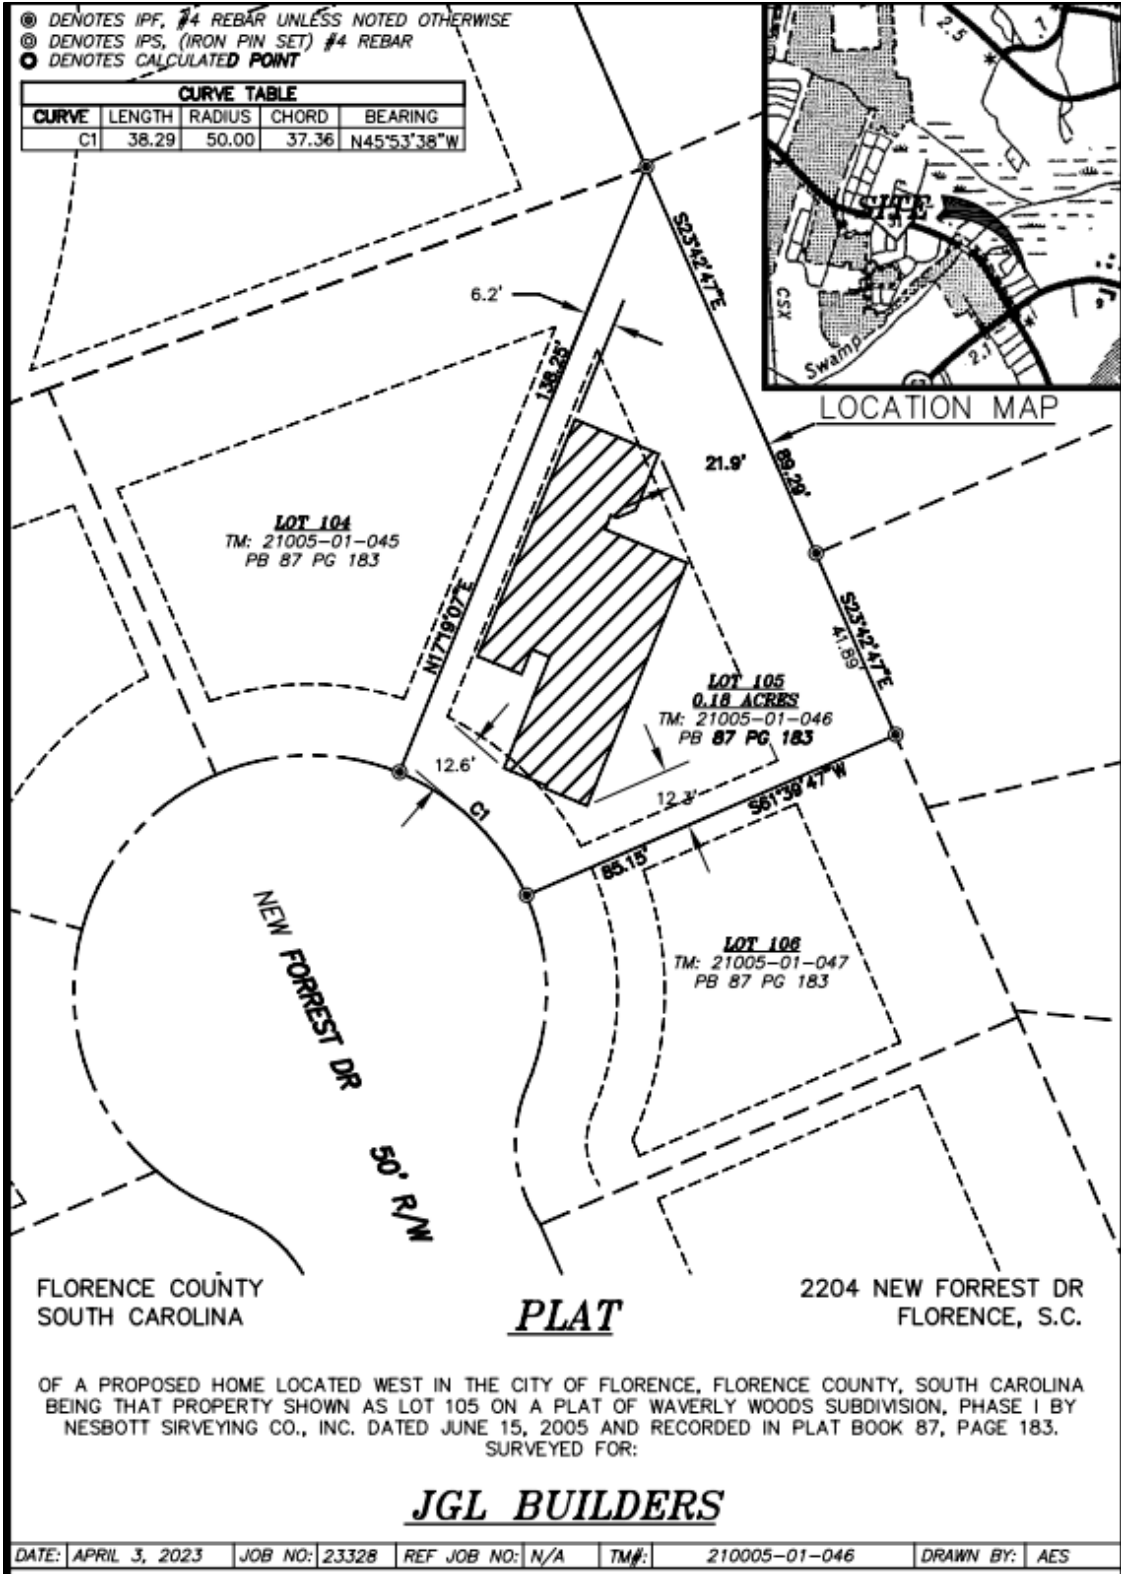 DENOTES IPF, #4 REBAR UNLESS NOTED OTHERWISE
DENOTES IPS, (IRON PIN SET) #4 REBAR
DENOTES CALCULATED POINT
CURVE TABLE
CURVE LENGTH RADIUS CHORD BEARING
C1 38.29 50.00 37.36 N45°53'38"W
2.5
.7
SITE
CSX
Swamp
2.1
LOCATION MAP
S23°42'47"E
89.29'
6.2'
138.25'
N17°19'07"E
21.9'
LOT 104
TM: 21005-01-045
PB 87 PG 183
S23°42'47"E
41.89'
LOT 105
0.18 ACRES
TM: 21005-01-046
PB 87 PG 183
12.6'
C1
12.3'
S61°39'47"W
85.15'
LOT 106
TM: 21005-01-047
PB 87 PG 183
NEW FORREST DR
50' R/W
FLORENCE COUNTY
SOUTH CAROLINA
PLAT
2204 NEW FORREST DR
FLORENCE, S.C.
OF A PROPOSED HOME LOCATED WEST IN THE CITY OF FLORENCE, FLORENCE COUNTY, SOUTH CAROLINA
BEING THAT PROPERTY SHOWN AS LOT 105 ON A PLAT OF WAVERLY WOODS SUBDIVISION, PHASE I BY
NESBOTT SIRVEYING CO., INC. DATED JUNE 15, 2005 AND RECORDED IN PLAT BOOK 87, PAGE 183.
SURVEYED FOR:
JGL BUILDERS
DATE: APRIL 3, 2023 JOB NO: 23328 REF JOB NO: N/A TM#: 210005-01-046 DRAWN BY: AES